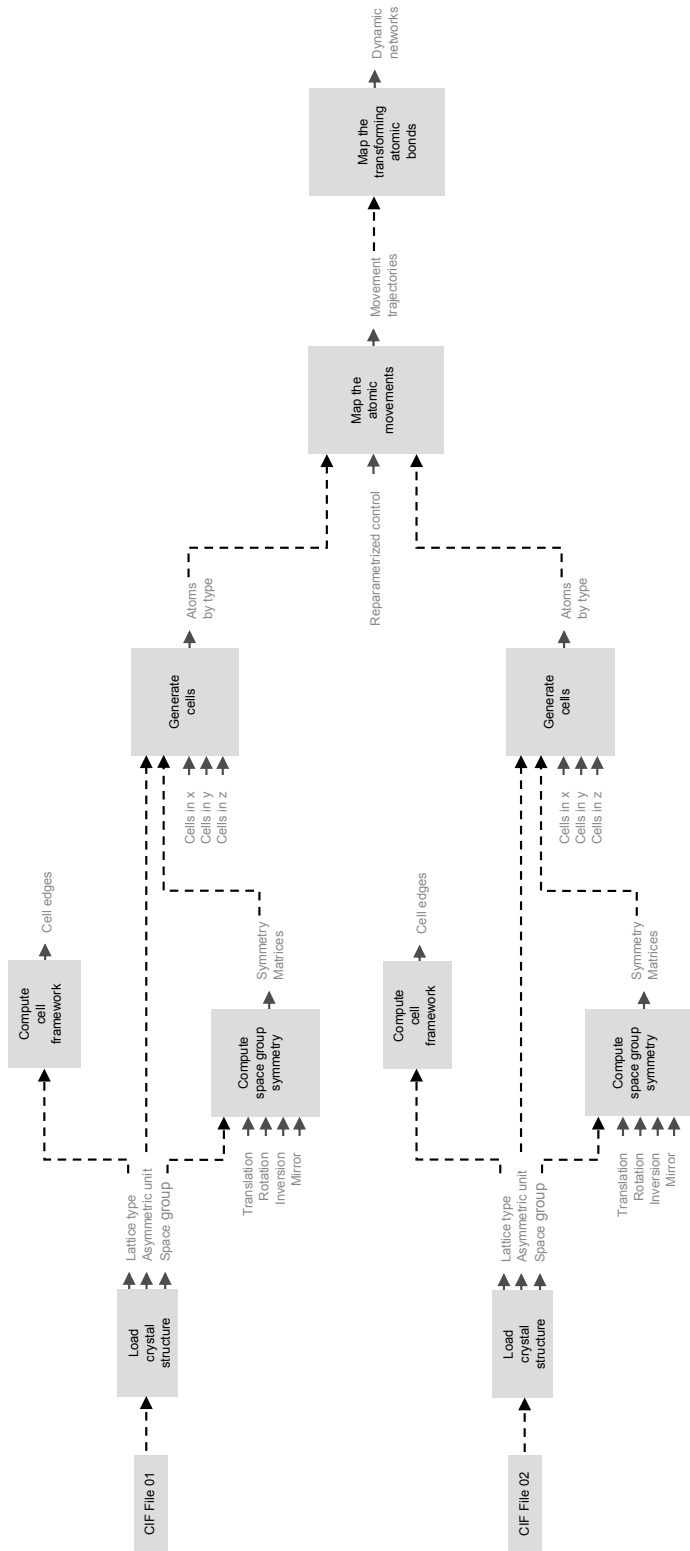 CIF File 01
Load
crystal
structure
Lattice type
Asymmetric unit
Space group
Compute
cell
framework
Cell edges
Translation
Rotation
Inversion
Mirror
Compute
space group
symmetry
Symmetry
Matrices
Cells in x
Cells in y
Cells in z
Generate
cells
Atoms
by type
CIF File 02
Load
crystal
structure
Lattice type
Asymmetric unit
Space group
Compute
cell
framework
Cell edges
Translation
Rotation
Inversion
Mirror
Compute
space group
symmetry
Symmetry
Matrices
Cells in x
Cells in y
Cells in z
Generate
cells
Atoms
by type
Reparametrized control
Map the
atomic
movements
Movement
trajectories
Map the
transforming
atomic
bonds
Dynamic
networks